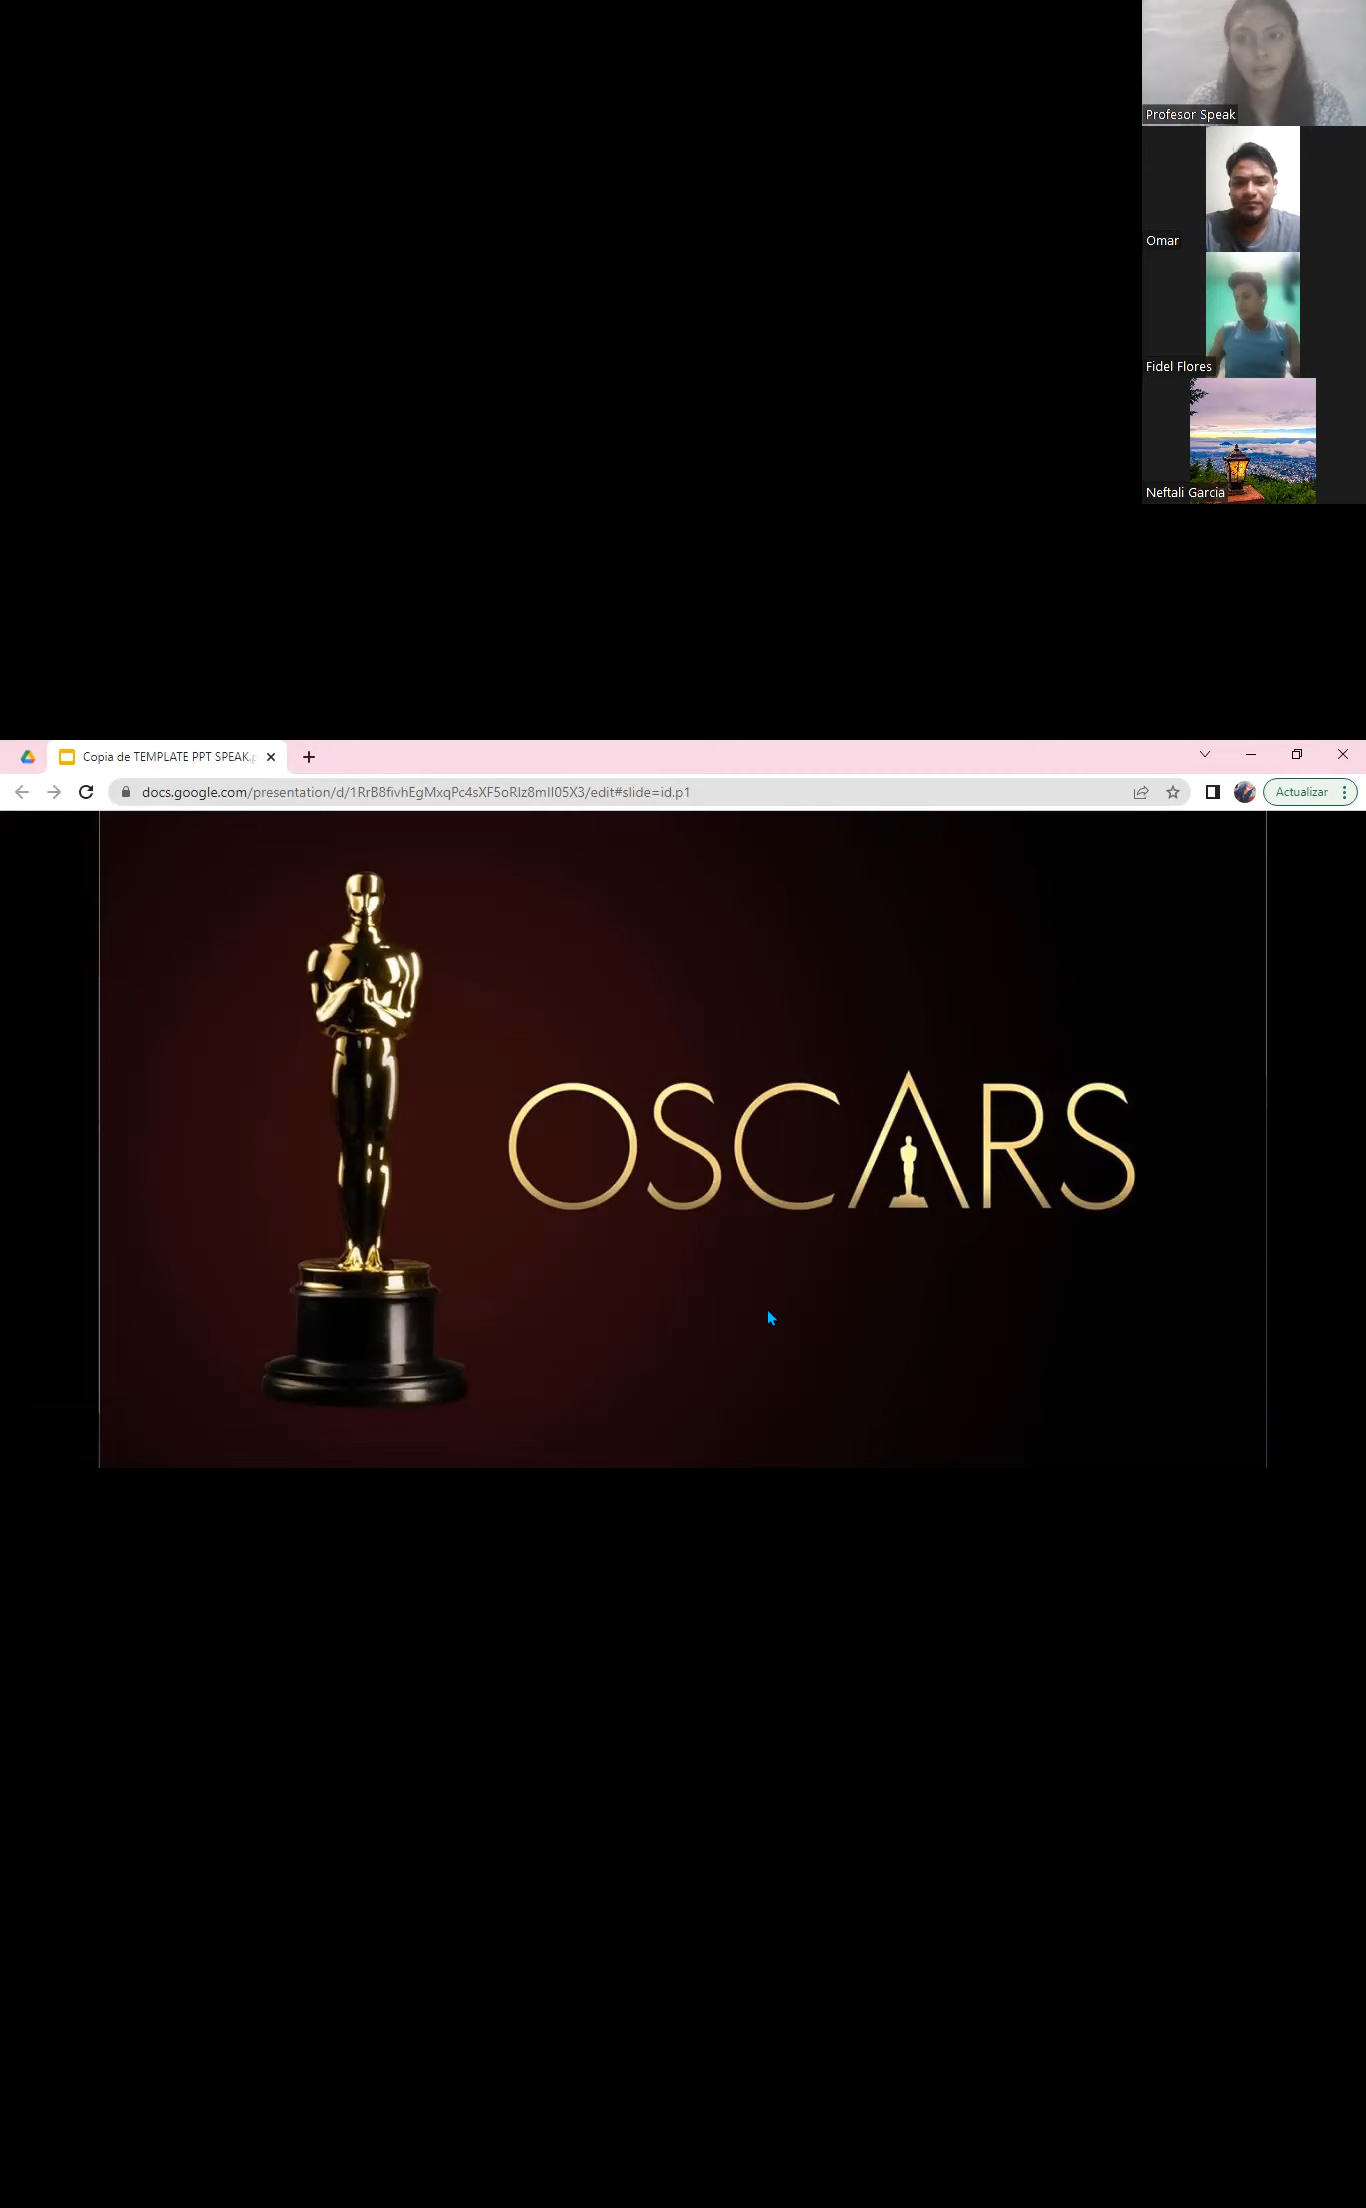 Profesor Speak
Omar
Fidel Flores
Neftali Garcia
Copia de TEMPLATE PPT SPEAK.p
docs.google.com/presentation/d/1RrB8fivhEgMxqPc4sXF5oRIz8mII05X3/edit#slide=id.p1
Actualizar
OSCARS